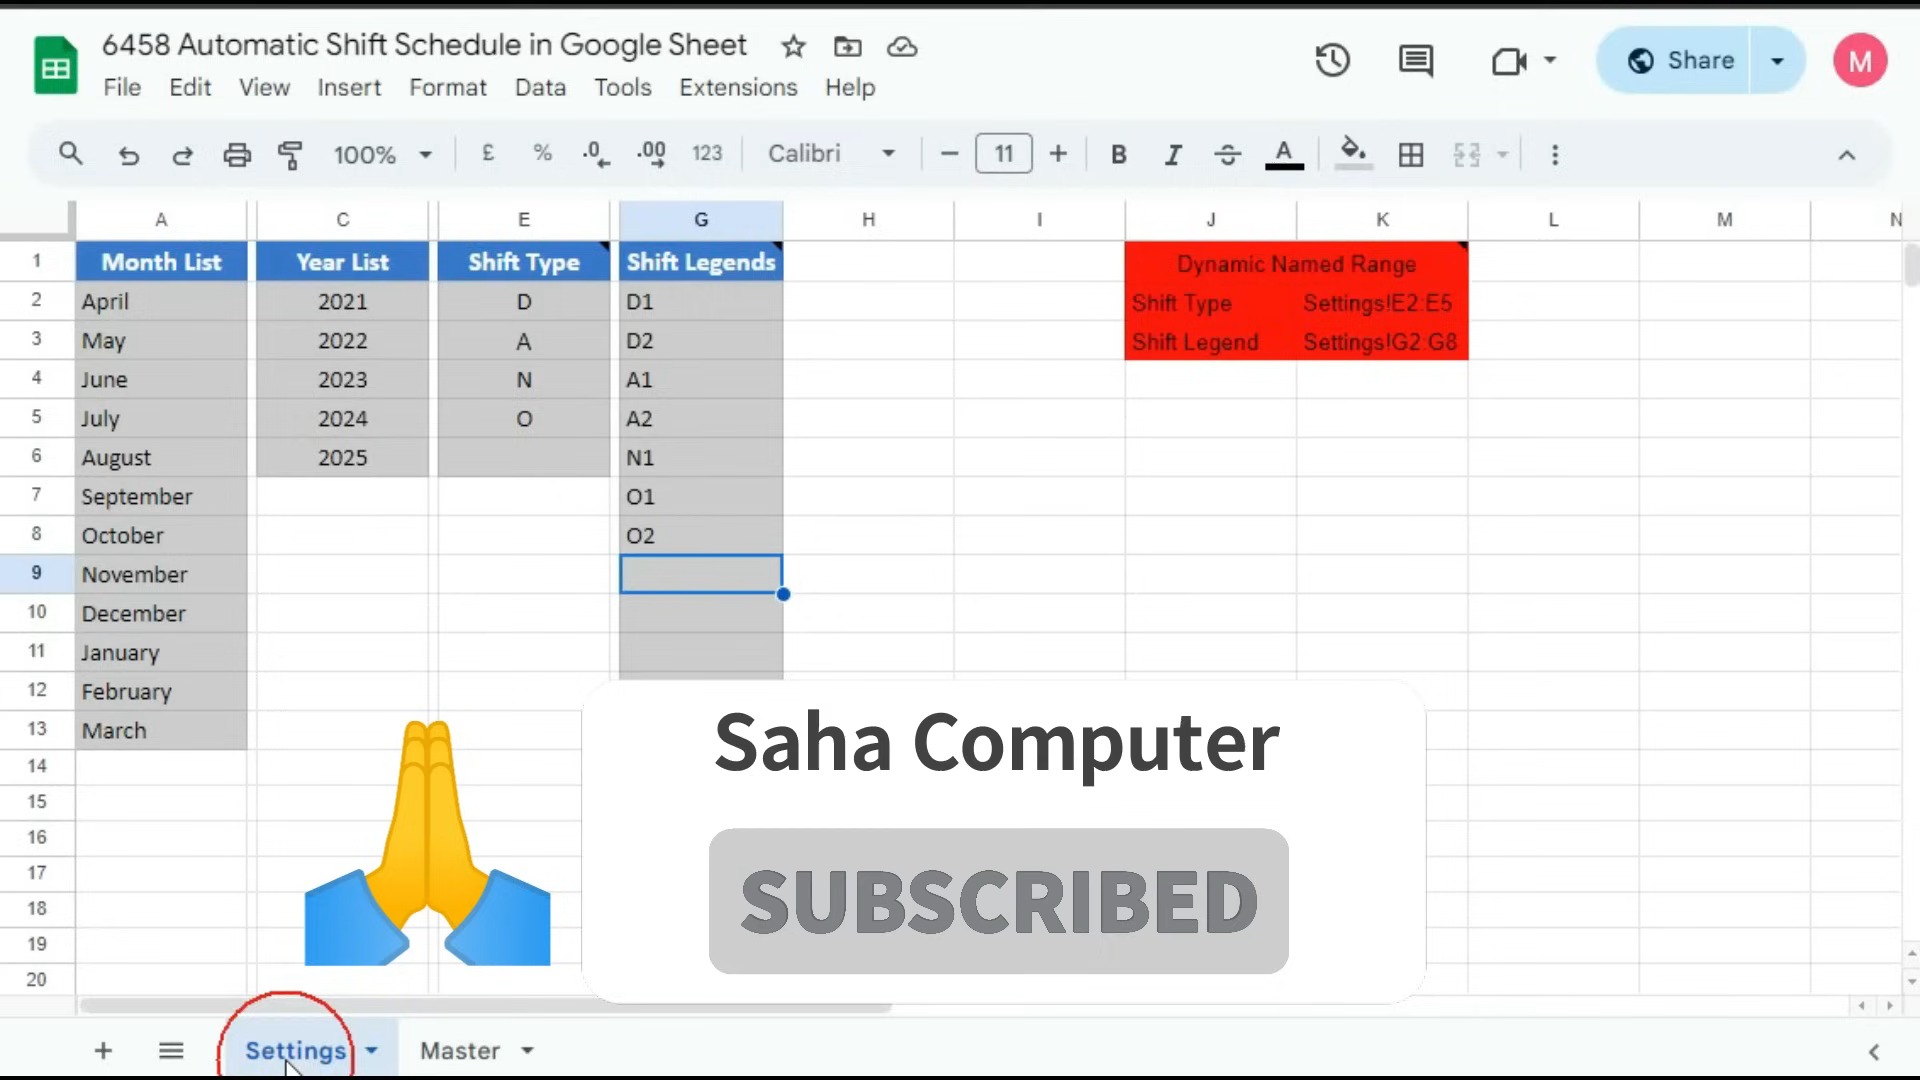 6458 Automatic Shift Schedule in Google Sheet
File Edit View Insert Format Data Tools Extensions Help
Share
M
100% £ % .0 .00 123 Calibri 11 B I A
A C E G H I J K L M N
1 Month List Year List Shift Type Shift Legends Dynamic Named Range
2 April 2021 D D1 Shift Type Settings!E2:E5
3 May 2022 A D2 Shift Legend Settings!G2:G8
4 June 2023 N A1
5 July 2024 O A2
6 August 2025 N1
7 September O1
8 October O2
9 November
10 December
11 January
12 February
13 March
14
15
16
17
18
19
20
Saha Computer
SUBSCRIBED
Settings Master